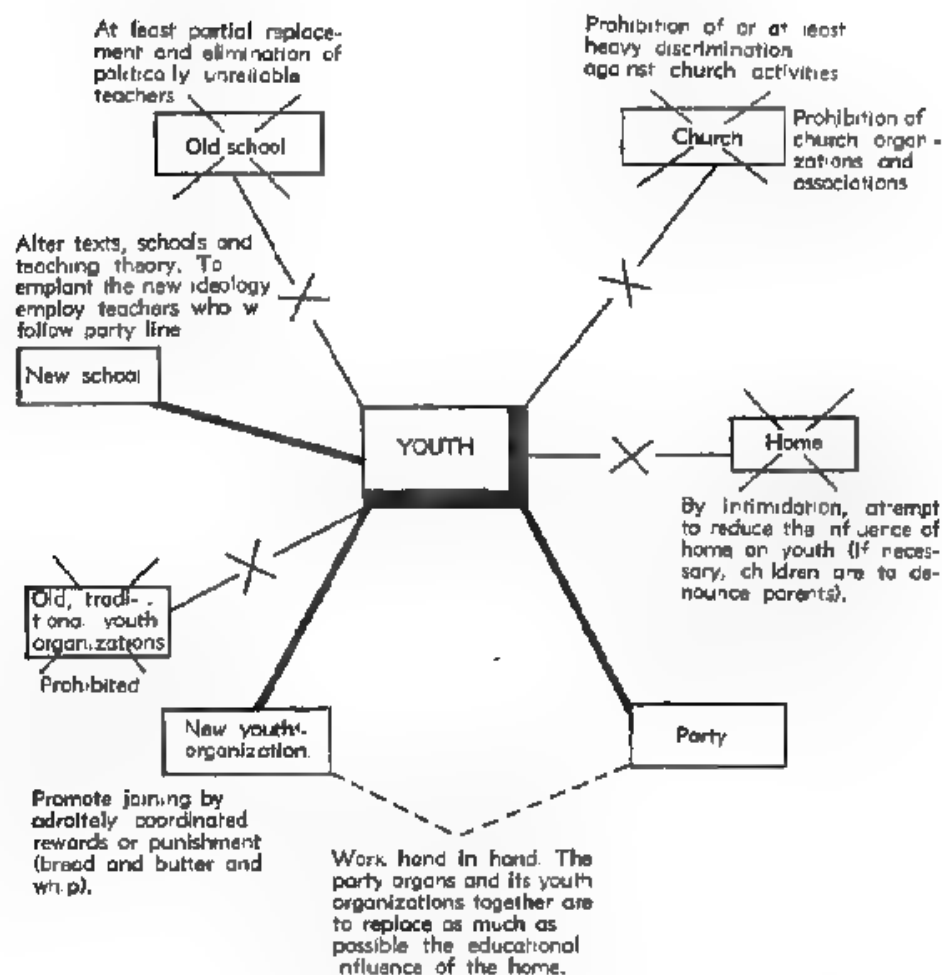 At least partial replace-
ment and elimination of
politically unreliable
teachers
Old school
Prohibition of or at least
heavy discrimination
against church activities
Church
Prohibition of
church organi-
zations and
associations
Alter texts, schools and
teaching theory. To
emplant the new ideology
employ teachers who w
follow party line
New school
YOUTH
Home
By intimidation, attempt
to reduce the influence of
home on youth (If neces-
sary, children are to de-
nounce parents).
Old, tradi-
tional youth
organizations
Prohibited
New youth-
organization.
Party
Promote joining by
adroitely coordinated
rewards or punishment
(bread and butter and
whip).
Work hand in hand. The
party organs and its youth
organizations together are
to replace as much as
possible the educational
influence of the home.